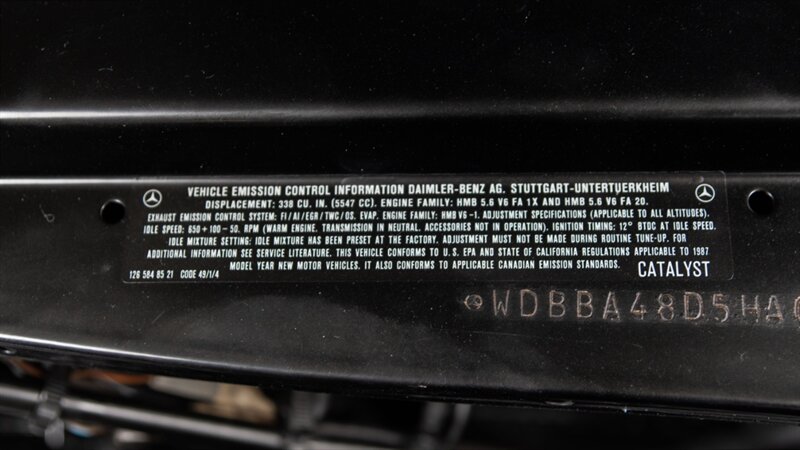 VEHICLE EMISSION CONTROL INFORMATION DAIMLER-BENZ AG. STUTTGART-UNTERTUERKHEIM
DISPLACEMENT: 338 CU. IN. (5547 CC). ENGINE FAMILY: HMB 5.6 V6 FA 1X AND HMB 5.6 V6 FA 20.
EXHAUST EMISSION CONTROL SYSTEM: FI/AI/EGR/TWC/OS. EVAP. ENGINE FAMILY: HMB V6-1. ADJUSTMENT SPECIFICATIONS (APPLICABLE TO ALL ALTITUDES).
IDLE SPEED: 650 +100 -50. RPM (WARM ENGINE. TRANSMISSION IN NEUTRAL. ACCESSORIES NOT IN OPERATION). IGNITION TIMING: 12° BTDC AT IDLE SPEED.
IDLE MIXTURE SETTING: IDLE MIXTURE HAS BEEN PRESET AT THE FACTORY. ADJUSTMENT MUST NOT BE MADE DURING ROUTINE TUNE-UP. FOR
ADDITIONAL INFORMATION SEE SERVICE LITERATURE. THIS VEHICLE CONFORMS TO U.S. EPA AND STATE OF CALIFORNIA REGULATIONS APPLICABLE TO 1987
MODEL YEAR NEW MOTOR VEHICLES. IT ALSO CONFORMS TO APPLICABLE CANADIAN EMISSION STANDARDS.
126 584 85 21 CODE 49/1/4
CATALYST
WDBBA48D5HA